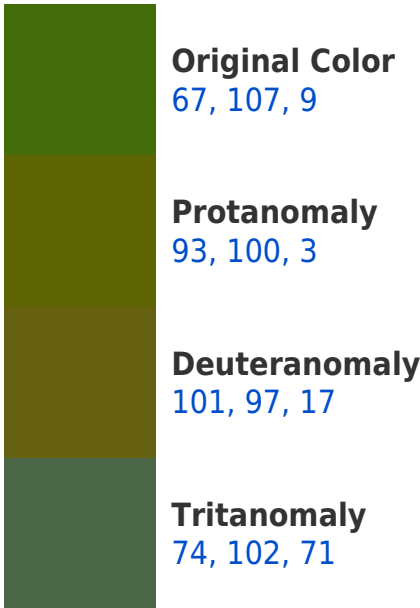 Original Color
67, 107, 9
Protanomaly
93, 100, 3
Deuteranomaly
101, 97, 17
Tritanomaly
74, 102, 71